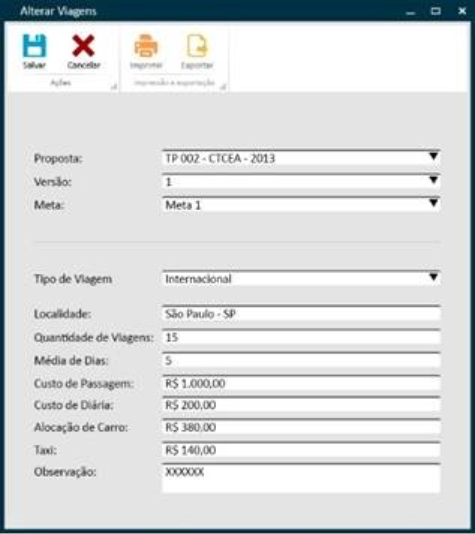 Alterar Viagens
Salvar Cancelar Imprimir Exportar
Ações Impressão e exportação
Proposta: TP 002 - CTCEA - 2013
Versão: 1
Meta: Meta 1
Tipo de Viagem Internacional
Localidade: São Paulo - SP
Quantidade de Viagens: 15
Média de Dias: 5
Custo de Passagem: R$ 1.000,00
Custo de Diária: R$ 200,00
Alocação de Carro: R$ 380,00
Taxi: R$ 140,00
Observação: XXXXXX